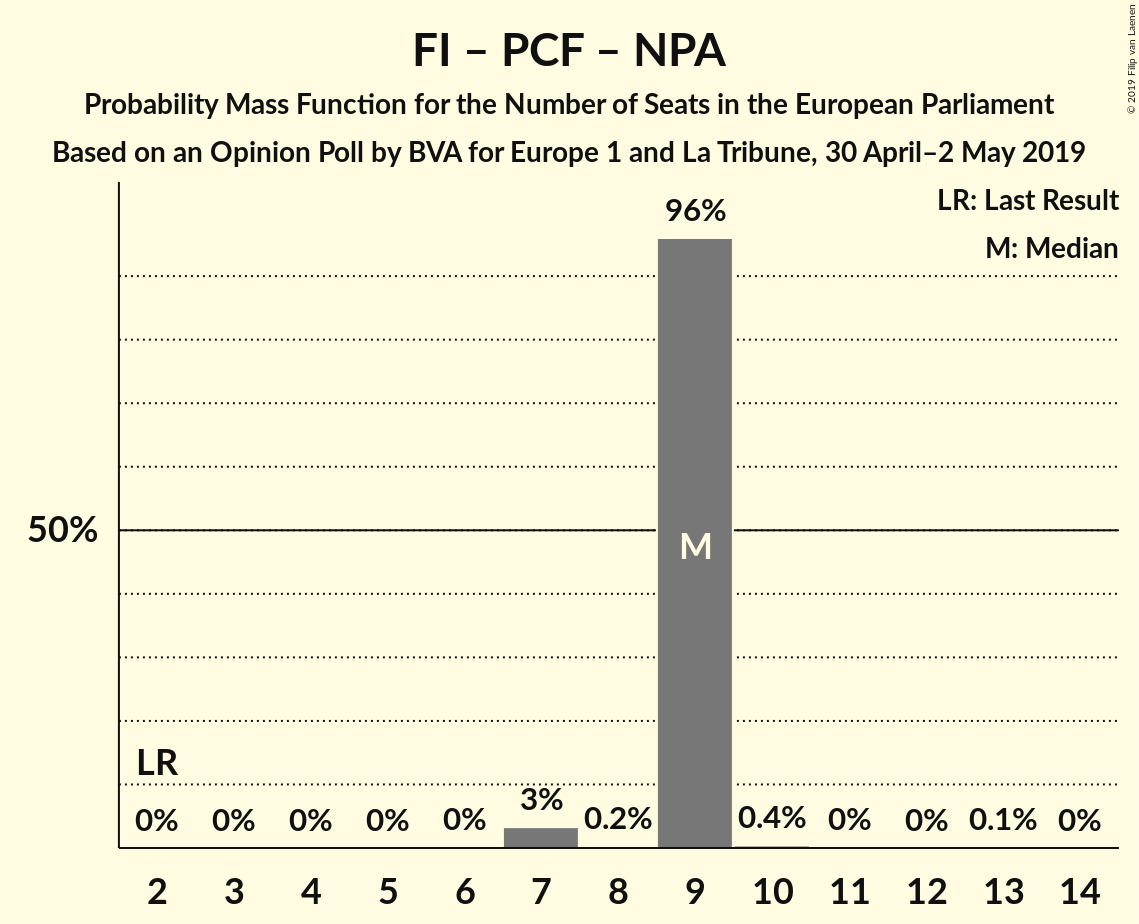 FI – PCF – NPA
Probability Mass Function for the Number of Seats in the European Parliament
Based on an Opinion Poll by BVA for Europe 1 and La Tribune, 30 April–2 May 2019
© 2019 Filip van Laenen
LR: Last Result
M: Median
96%
50%
M
LR
0% 0% 0% 0% 0% 3% 0.2% 0.4% 0% 0% 0.1% 0%
2 3 4 5 6 7 8 9 10 11 12 13 14